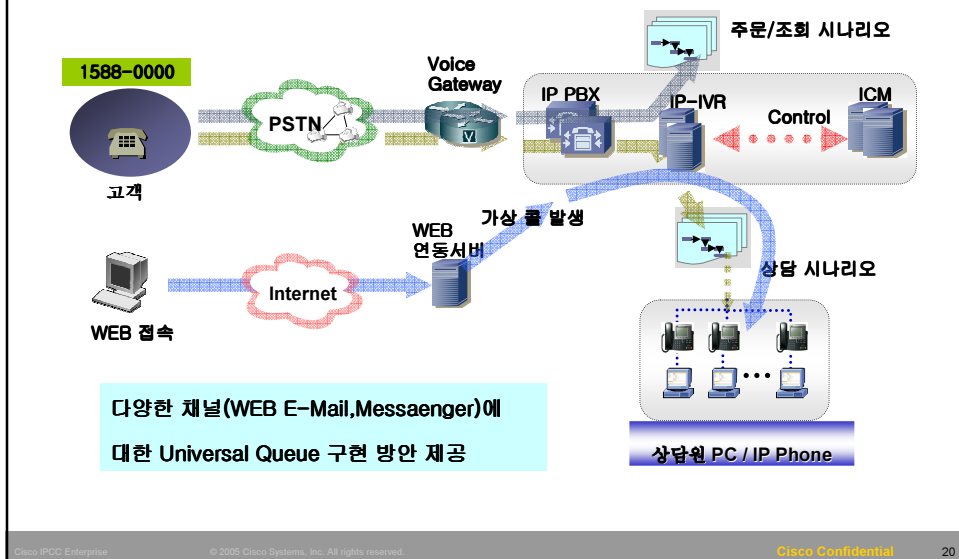 주문/조회 시나리오
1588-0000
Voice
Gateway
IP PBX
IP-IVR
ICM
PSTN
V
Control
고객
가상 콜 발생
WEB
연동서버
상담 시나리오
Internet
WEB 접속
다양한 채널(WEB E-Mail,Messaenger)에
대한 Universal Queue 구현 방안 제공
상담원 PC / IP Phone
Cisco IPCC Enterprise
© 2005 Cisco Systems, Inc. All rights reserved.
Cisco Confidential
20